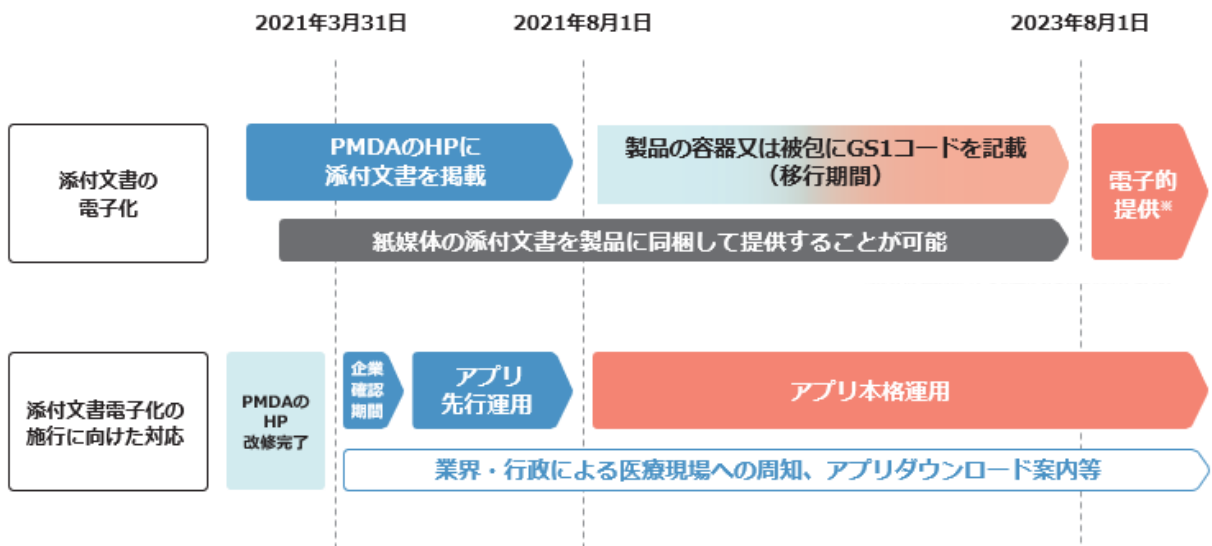 2021年3月31日
2021年8月1日
2023年8月1日
添付文書の
電子化
PMDAのHPに
添付文書を掲載
製品の容器又は被包にGS1コードを記載
（移行期間）
電子的
提供※
紙媒体の添付文書を製品に同梱して提供することが可能
添付文書電子化の
施行に向けた対応
PMDAの
HP
改修完了
企業
確認
期間
アプリ
先行運用
アプリ本格運用
業界・行政による医療現場への周知、アプリダウンロード案内等